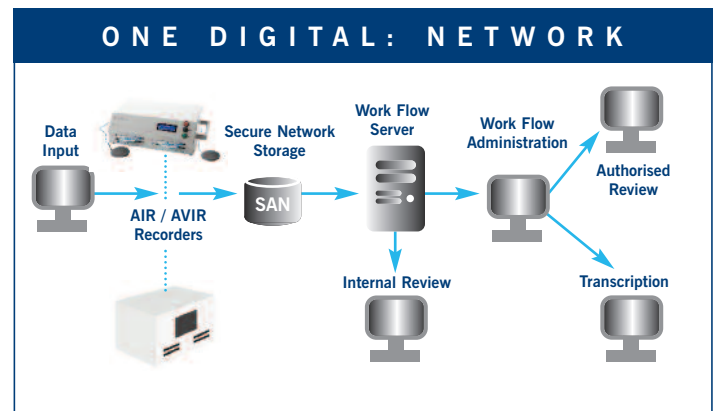 ONE DIGITAL: NETWORK
Data
Input
AIR / AVIR
Recorders
Secure Network
Storage
SAN
Work Flow
Server
Internal Review
Work Flow
Administration
Authorised
Review
Transcription